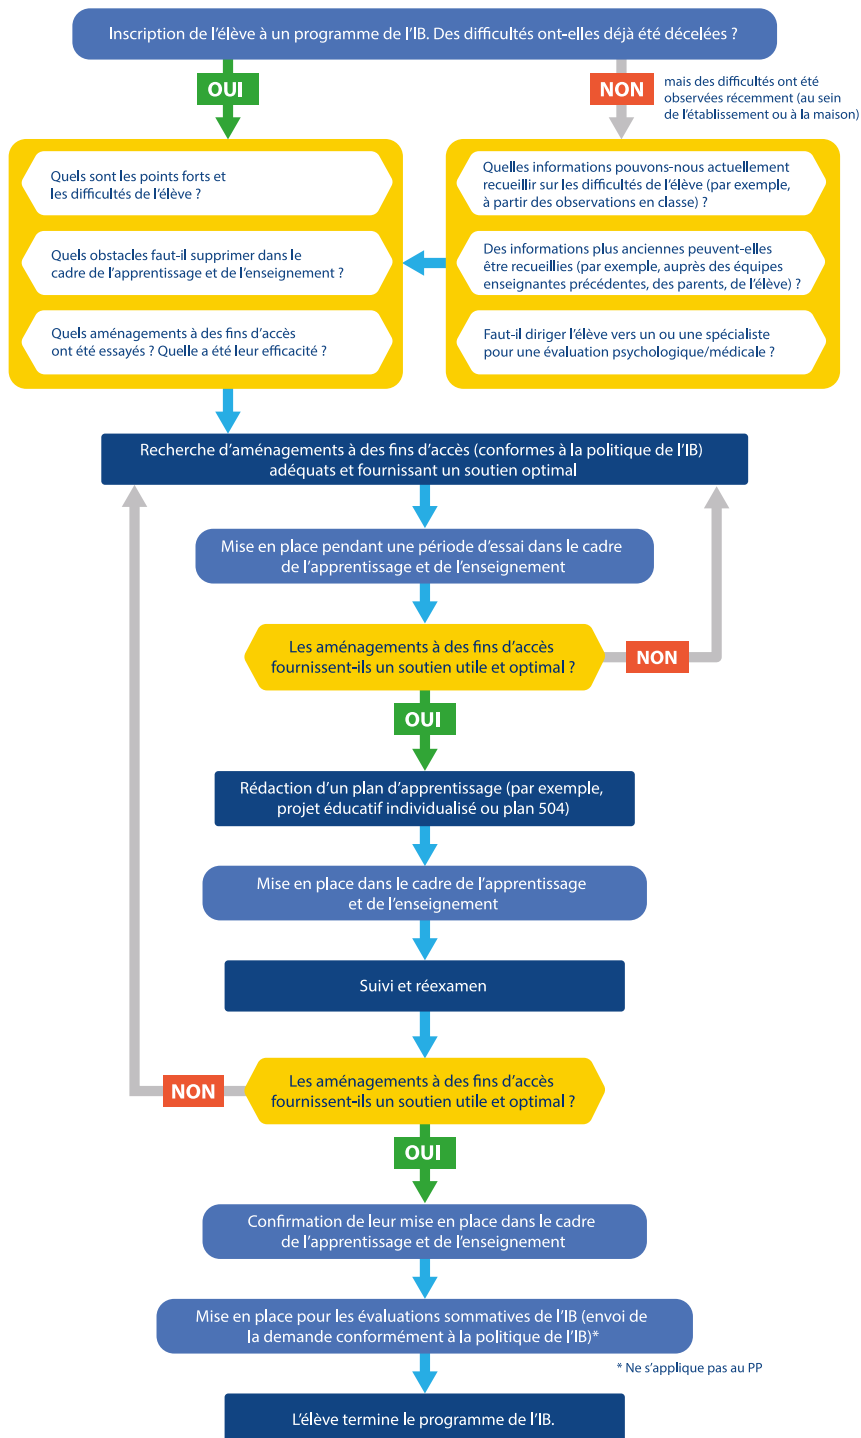 Inscription de l'élève à un programme de l'IB. Des difficultés ont-elles déjà été décelées ?
OUI
NON
mais des difficultés ont été
observées récemment (au sein
de l'établissement ou à la maison)
Quels sont les points forts et
les difficultés de l'élève ?
Quels obstacles faut-il supprimer dans le
cadre de l'apprentissage et de l'enseignement ?
Quels aménagements à des fins d'accès
ont été essayés ? Quelle a été leur efficacité ?
Quelles informations pouvons-nous actuellement
recueillir sur les difficultés de l'élève (par exemple,
à partir des observations en classe) ?
Des informations plus anciennes peuvent-elles
être recueillies (par exemple, auprès des équipes
enseignantes précédentes, des parents, de l'élève) ?
Faut-il diriger l'élève vers un ou une spécialiste
pour une évaluation psychologique/médicale ?
Recherche d'aménagements à des fins d'accès (conformes à la politique de l'IB)
adéquats et fournissant un soutien optimal
Mise en place pendant une période d'essai dans le cadre
de l'apprentissage et de l'enseignement
Les aménagements à des fins d'accès
fournissent-ils un soutien utile et optimal ?
NON
OUI
Rédaction d'un plan d'apprentissage (par exemple,
projet éducatif individualisé ou plan 504)
Mise en place dans le cadre de l'apprentissage
et de l'enseignement
Suivi et réexamen
Les aménagements à des fins d'accès
fournissent-ils un soutien utile et optimal ?
NON
OUI
Confirmation de leur mise en place dans le cadre
de l'apprentissage et de l'enseignement
Mise en place pour les évaluations sommatives de l'IB (envoi de
la demande conformément à la politique de l'IB)*
* Ne s'applique pas au PP
L'élève termine le programme de l'IB.